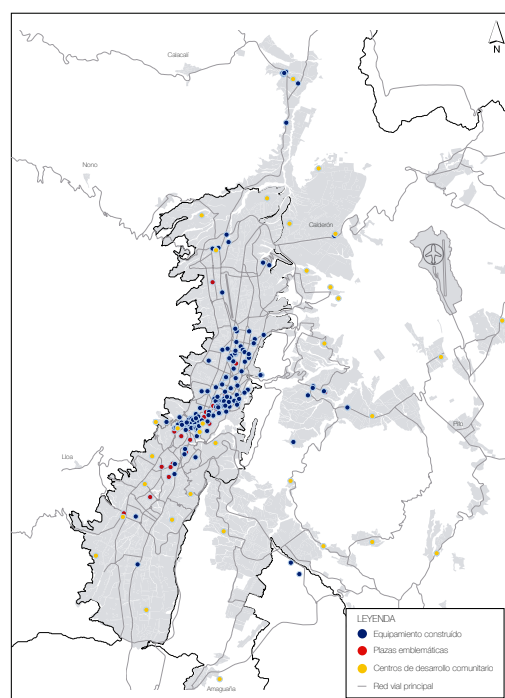 Calacalí
N
Nono
Calderón
Pifo
Lloa
LEYENDA
Equipamiento construido
Plazas emblemáticas
Centros de desarrollo comunitario
Red vial principal
Amaguaña